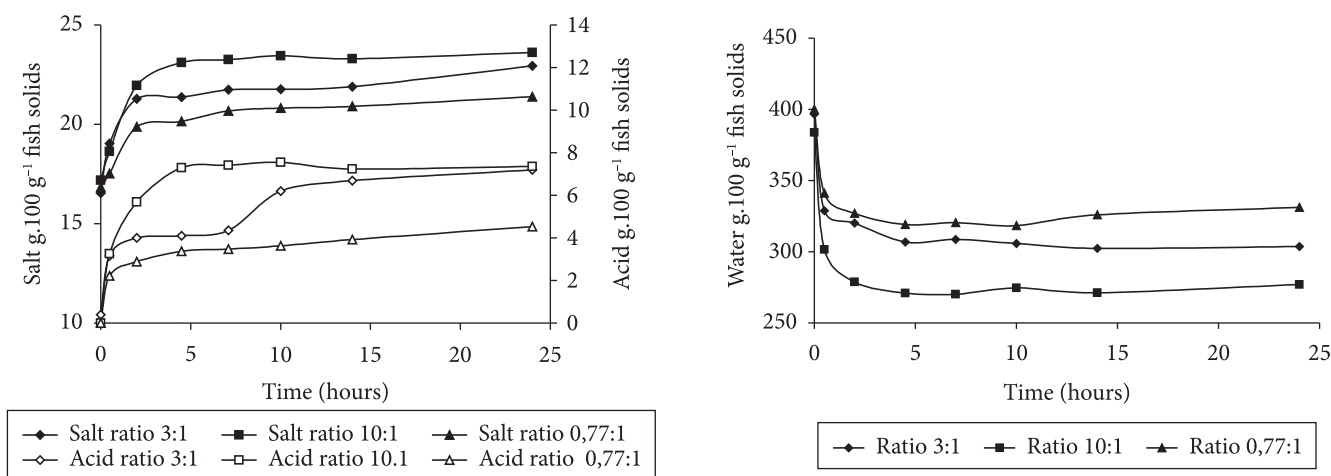 25
20
15
10
Salt g.100 g⁻¹ fish solids
14
12
10
8
6
4
2
0
Acid g.100 g⁻¹ fish solids
0 5 10 15 20 25
Time (hours)
Salt ratio 3:1 Salt ratio 10:1 Salt ratio 0,77:1
Acid ratio 3:1 Acid ratio 10.1 Acid ratio 0,77:1
450
400
350
300
250
Water g.100 g⁻¹ fish solids
0 5 10 15 20 25
Time (hours)
Ratio 3:1 Ratio 10:1 Ratio 0,77:1